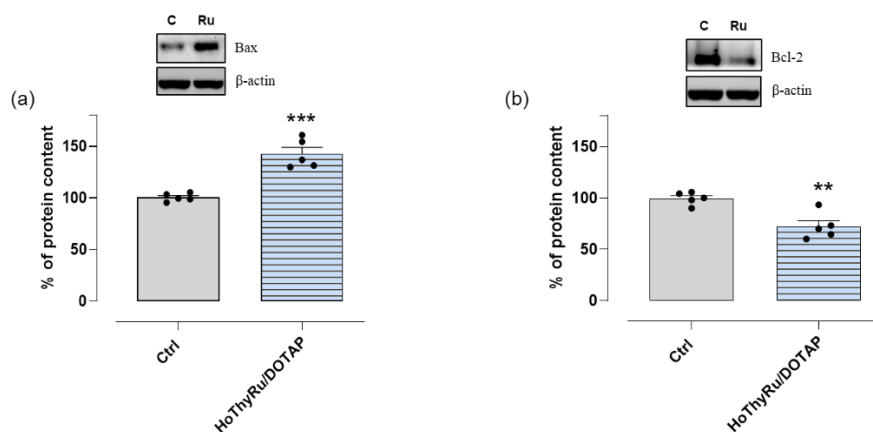 C Ru
Bax
β-actin
(a)
% of protein content
150
100
50
0
***
Ctrl
HoThyRu/DOTAP
C Ru
Bcl-2
β-actin
(b)
% of protein content
150
100
50
0
**
Ctrl
HoThyRu/DOTAP